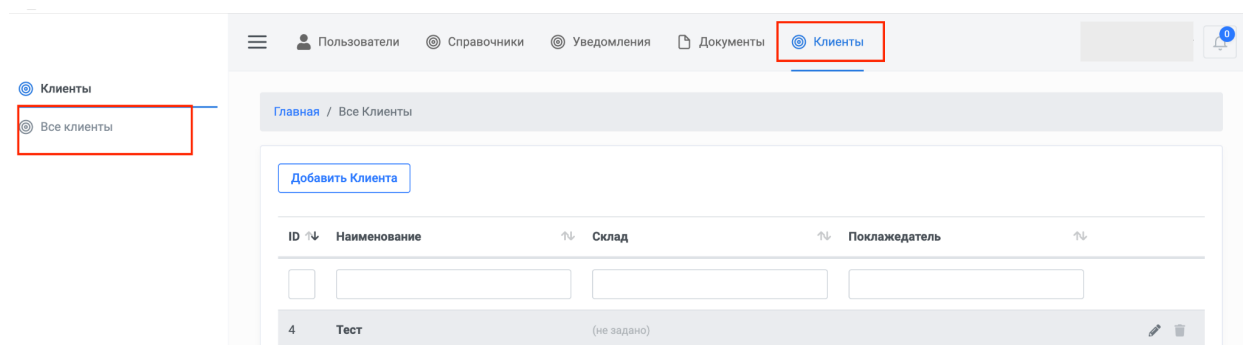 Пользователи Справочники Уведомления Документы Клиенты 0
Клиенты
Все клиенты
Главная / Все Клиенты
Добавить Клиента
ID Наименование Склад Поклажедатель
4 Тест (не задано)